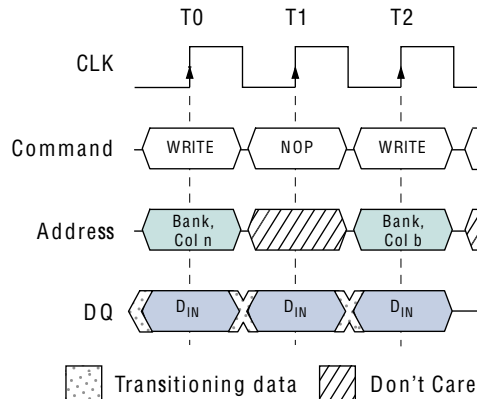 T0 T1 T2
CLK
Command WRITE NOP WRITE
Address Bank, Col n Bank, Col b
DQ DIN DIN DIN
Transitioning data Don't Care